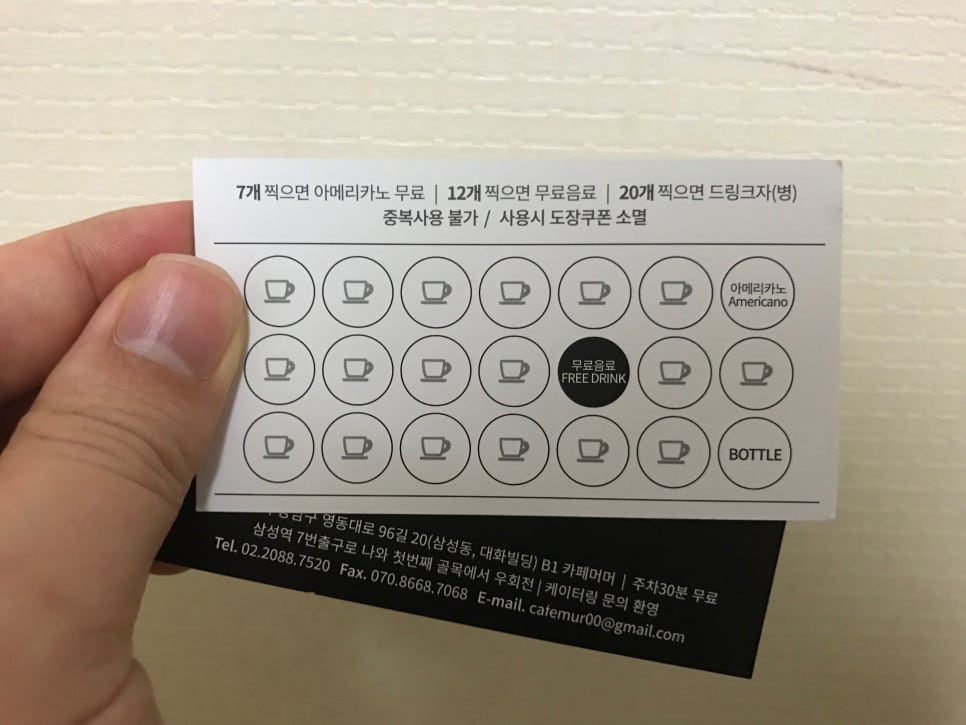 7개 찍으면 아메리카노 무료 | 12개 찍으면 무료음료 | 20개 찍으면 드링크자(병)
중복사용 불가 / 사용시 도장쿠폰 소멸
아메리카노
Americano
무료음료
FREE DRINK
BOTTLE
영동대로 96길 20(삼성동, 대화빌딩) B1 카페머머 | 주차30분 무료
삼성역 7번출구로 나와 첫번째 골목에서 우회전 | 케이터링 문의 환영
Tel. 02.2088.7520 Fax. 070.8668.7068 E-mail. cafemur00@gmail.com